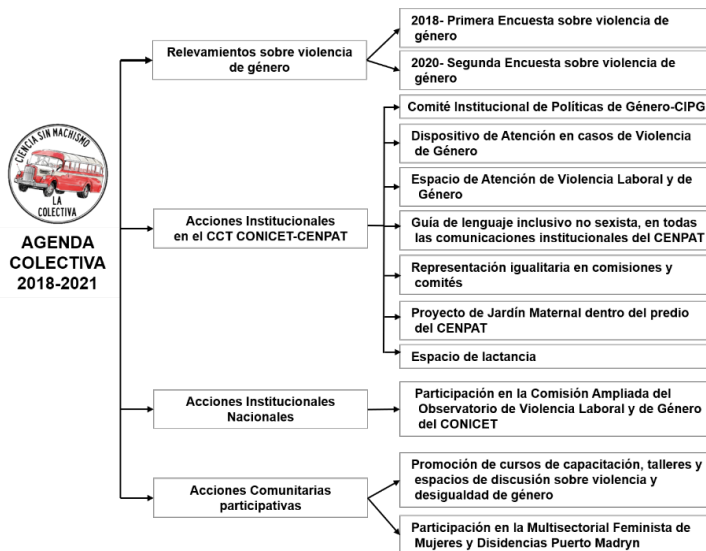 CIENCIA SIN MACHISMO
LA
COLECTIVA
AGENDA
COLECTIVA
2018-2021
Relevamientos sobre violencia
de género
2018- Primera Encuesta sobre violencia de
género
2020- Segunda Encuesta sobre violencia de
género
Acciones Institucionales
en el CCT CONICET-CENPAT
Comité Institucional de Políticas de Género-CIPG
Dispositivo de Atención en casos de Violencia
de Género
Espacio de Atención de Violencia Laboral y de
Género
Guía de lenguaje inclusivo no sexista, en todas
las comunicaciones institucionales del CENPAT
Representación igualitaria en comisiones y
comités
Proyecto de Jardín Maternal dentro del predio
del CENPAT
Espacio de lactancia
Acciones Institucionales
Nacionales
Participación en la Comisión Ampliada del
Observatorio de Violencia Laboral y de Género
del CONICET
Acciones Comunitarias
participativas
Promoción de cursos de capacitación, talleres y
espacios de discusión sobre violencia y
desigualdad de género
Participación en la Multisectorial Feminista de
Mujeres y Disidencias Puerto Madryn